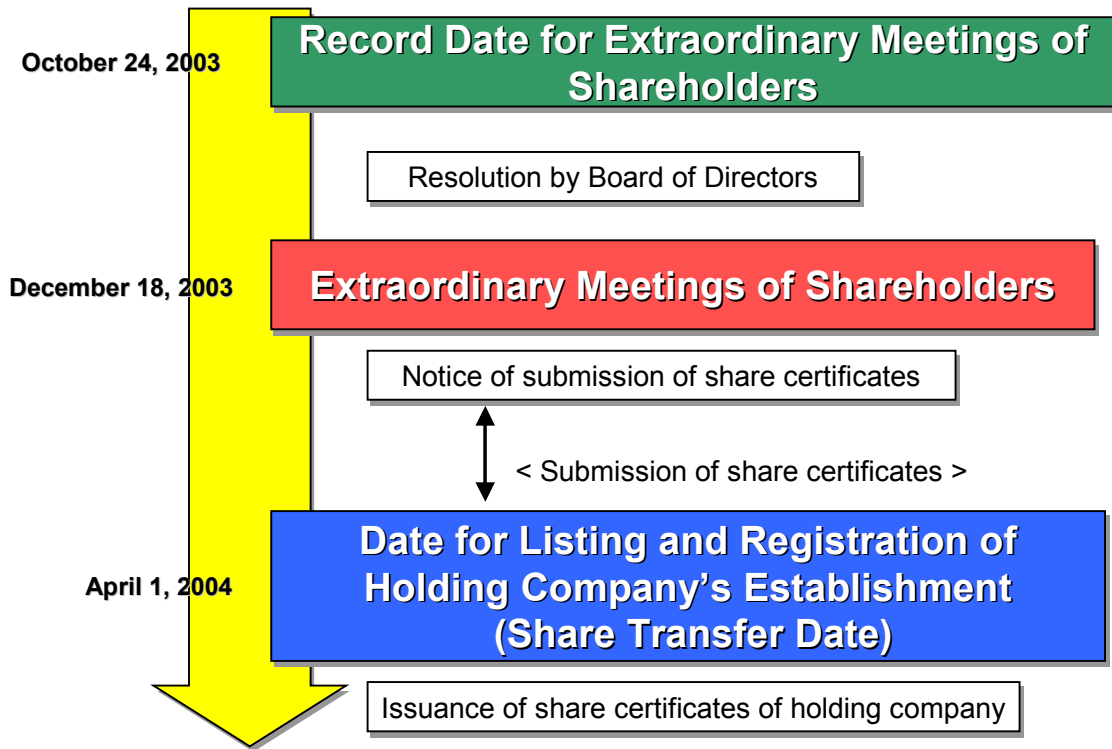 October 24, 2003
Record Date for Extraordinary Meetings of
Shareholders
Resolution by Board of Directors
December 18, 2003
Extraordinary Meetings of Shareholders
Notice of submission of share certificates
< Submission of share certificates >
April 1, 2004
Date for Listing and Registration of
Holding Company’s Establishment
(Share Transfer Date)
Issuance of share certificates of holding company